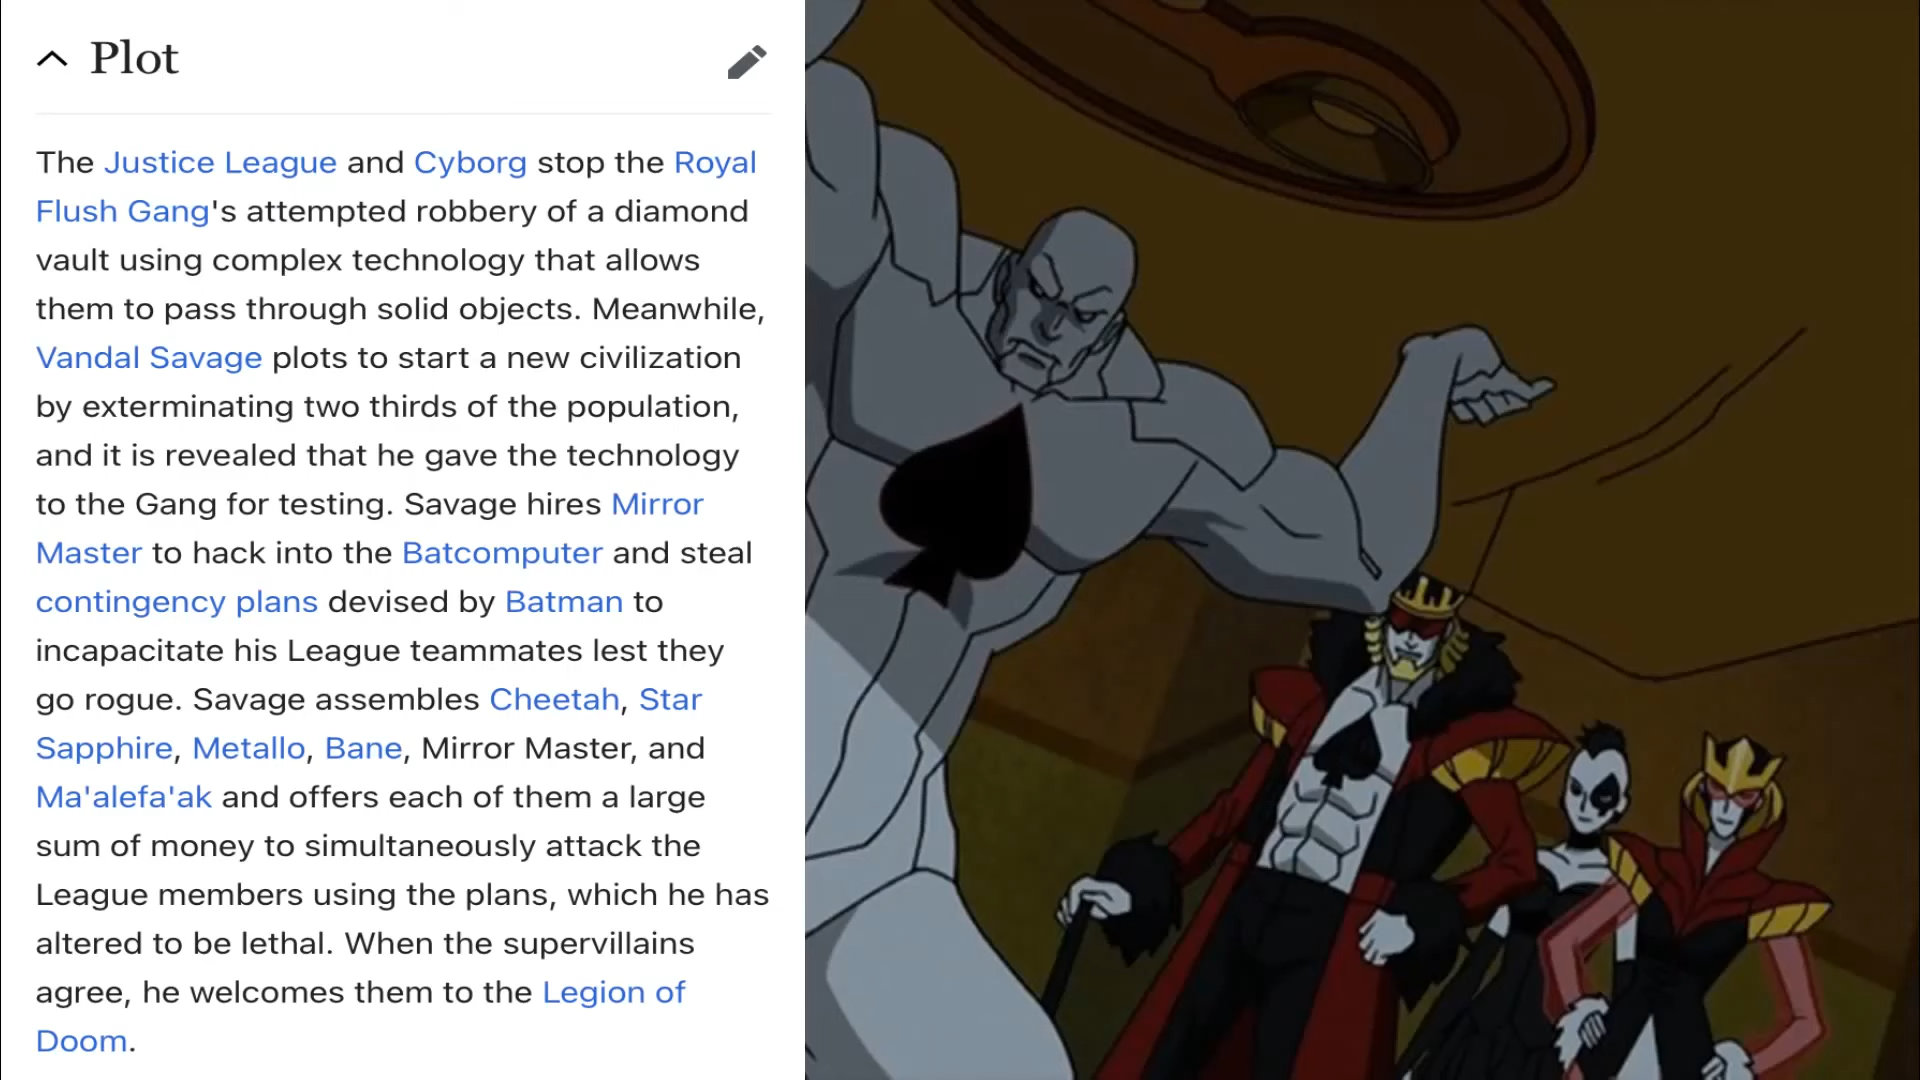 Plot
The Justice League and Cyborg stop the Royal
Flush Gang's attempted robbery of a diamond
vault using complex technology that allows
them to pass through solid objects. Meanwhile,
Vandal Savage plots to start a new civilization
by exterminating two thirds of the population,
and it is revealed that he gave the technology
to the Gang for testing. Savage hires Mirror
Master to hack into the Batcomputer and steal
contingency plans devised by Batman to
incapacitate his League teammates lest they
go rogue. Savage assembles Cheetah, Star
Sapphire, Metallo, Bane, Mirror Master, and
Ma'alefa'ak and offers each of them a large
sum of money to simultaneously attack the
League members using the plans, which he has
altered to be lethal. When the supervillains
agree, he welcomes them to the Legion of
Doom.